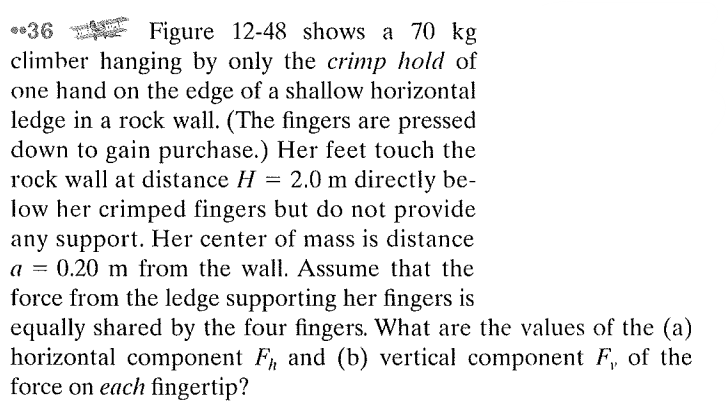 ••36 Figure 12-48 shows a 70 kg
climber hanging by only the crimp hold of
one hand on the edge of a shallow horizontal
ledge in a rock wall. (The fingers are pressed
down to gain purchase.) Her feet touch the
rock wall at distance H = 2.0 m directly be-
low her crimped fingers but do not provide
any support. Her center of mass is distance
a = 0.20 m from the wall. Assume that the
force from the ledge supporting her fingers is
equally shared by the four fingers. What are the values of the (a)
horizontal component Fh and (b) vertical component Fv of the
force on each fingertip?